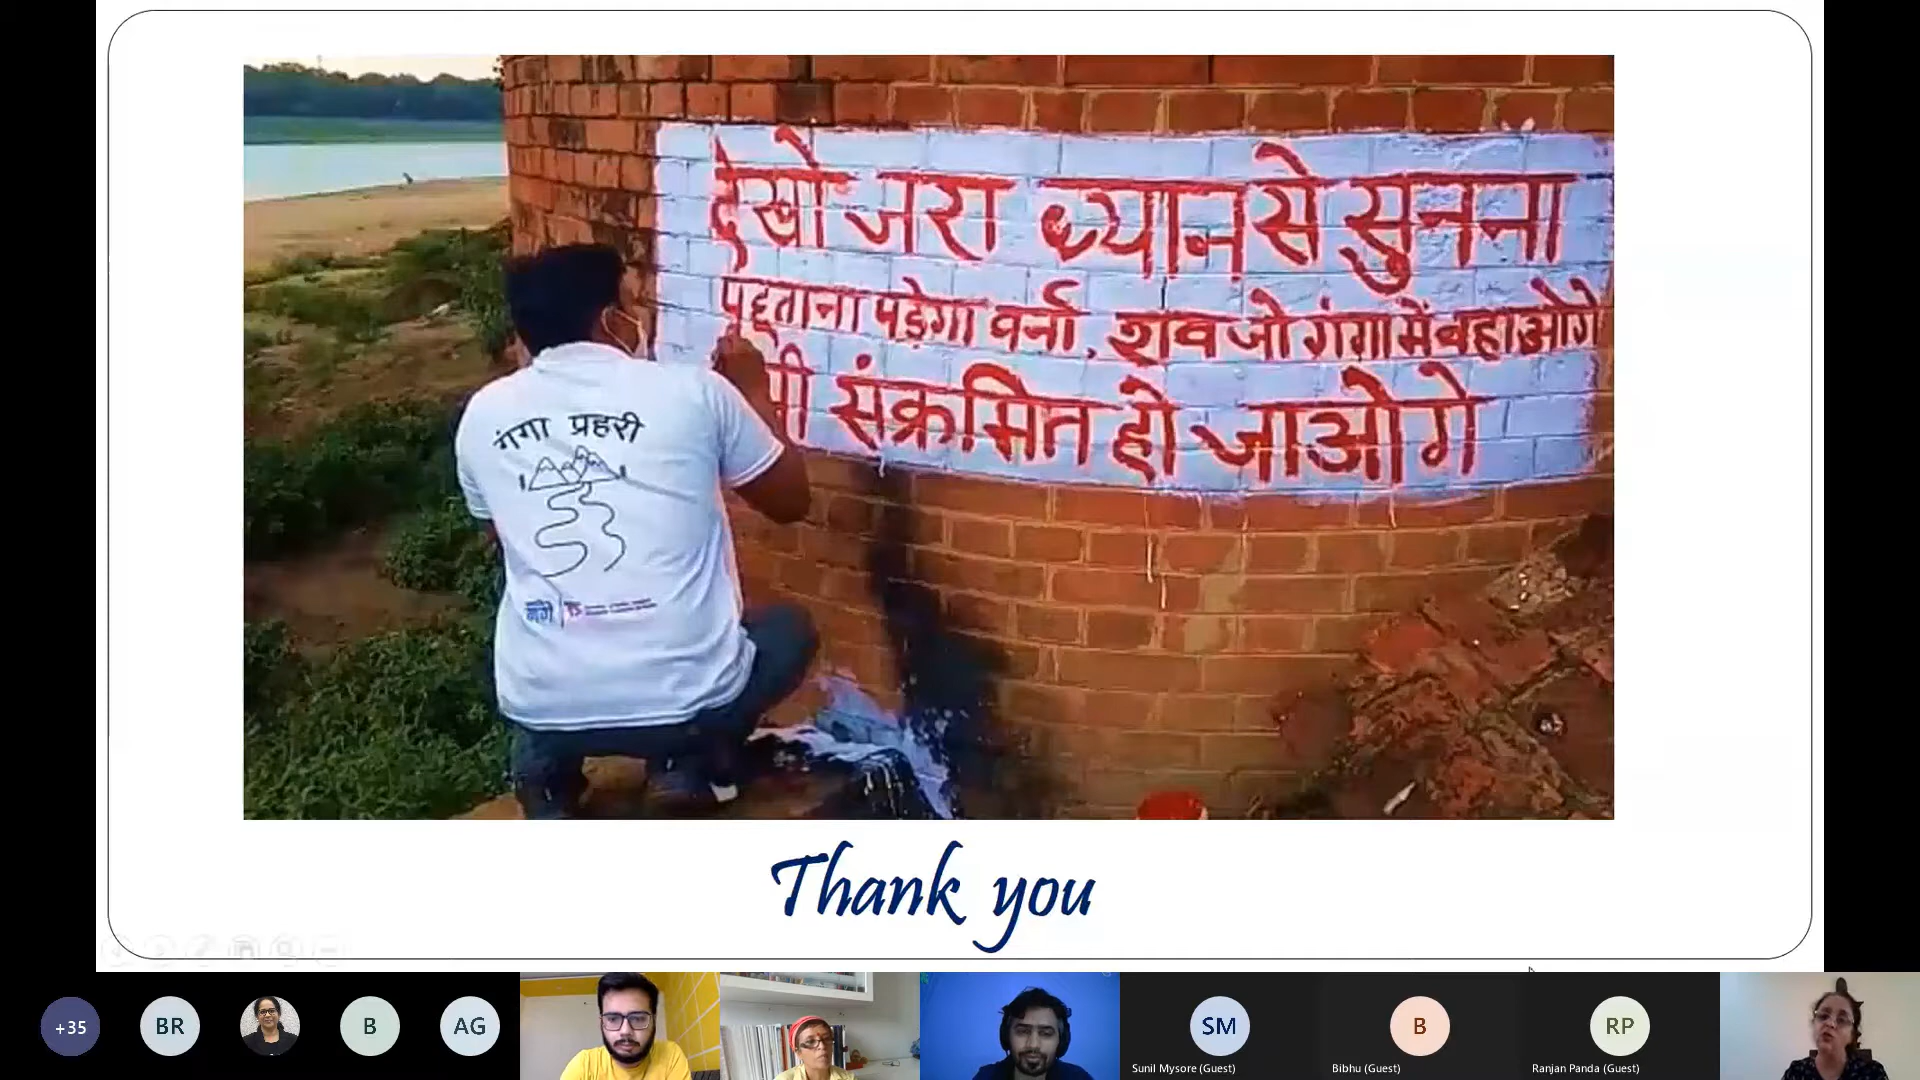 देखो जरा ध्यान से सुनना
पछताना पड़ेगा वर्ना, शव जो गंगा में बहाओगे
संक्रमित हो जाओगे
गंगा प्रहरी
गंगे
Thank you
+35
BR
B
AG
SM
B
RP
Sunil Mysore (Guest)
Bibhu (Guest)
Ranjan Panda (Guest)